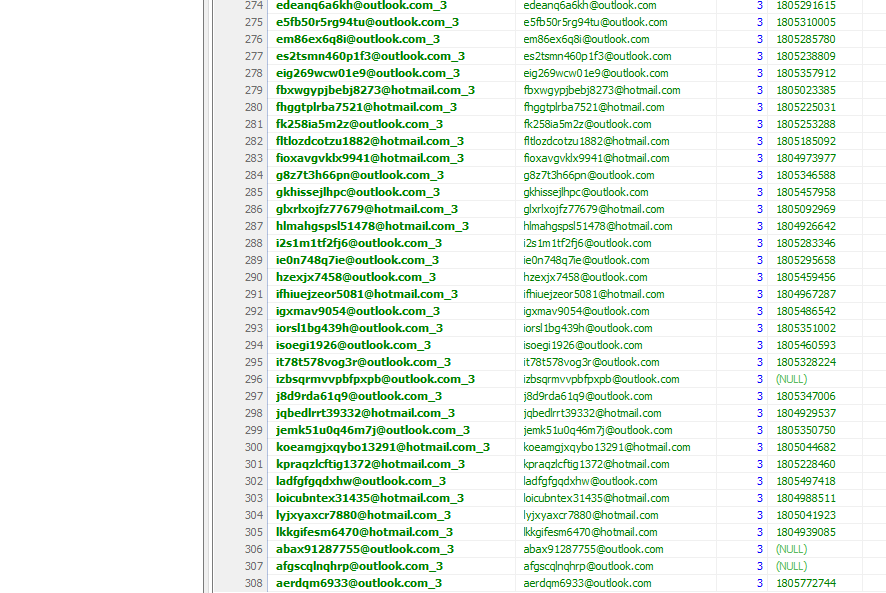 274 edeanq6a6kh@outlook.com_3 edeanq6a6kh@outlook.com 3 1805291615
275 e5fb50r5rg94tu@outlook.com_3 e5fb50r5rg94tu@outlook.com 3 1805310005
276 em86ex6q8i@outlook.com_3 em86ex6q8i@outlook.com 3 1805285780
277 es2tsmn460p1f3@outlook.com_3 es2tsmn460p1f3@outlook.com 3 1805238809
278 eig269wcw01e9@outlook.com_3 eig269wcw01e9@outlook.com 3 1805357912
279 fbxwgypjbebj8273@hotmail.com_3 fbxwgypjbebj8273@hotmail.com 3 1805023385
280 fhggtplrba7521@hotmail.com_3 fhggtplrba7521@hotmail.com 3 1805225031
281 fk258ia5m2z@outlook.com_3 fk258ia5m2z@outlook.com 3 1805253288
282 fltlozdcotzu1882@hotmail.com_3 fltlozdcotzu1882@hotmail.com 3 1805185092
283 fioxavgvklx9941@hotmail.com_3 fioxavgvklx9941@hotmail.com 3 1804973977
284 g8z7t3h66pn@outlook.com_3 g8z7t3h66pn@outlook.com 3 1805346588
285 gkhissejlhpc@outlook.com_3 gkhissejlhpc@outlook.com 3 1805457958
286 glxrlxojfz77679@hotmail.com_3 glxrlxojfz77679@hotmail.com 3 1805092969
287 hlmahgspsl51478@hotmail.com_3 hlmahgspsl51478@hotmail.com 3 1804926642
288 i2s1m1tf2fj6@outlook.com_3 i2s1m1tf2fj6@outlook.com 3 1805283346
289 ie0n748q7ie@outlook.com_3 ie0n748q7ie@outlook.com 3 1805295658
290 hzexjx7458@outlook.com_3 hzexjx7458@outlook.com 3 1805459456
291 ifhiuejzeor5081@hotmail.com_3 ifhiuejzeor5081@hotmail.com 3 1804967287
292 igxmav9054@outlook.com_3 igxmav9054@outlook.com 3 1805486542
293 iorsl1bg439h@outlook.com_3 iorsl1bg439h@outlook.com 3 1805351002
294 isoegi1926@outlook.com_3 isoegi1926@outlook.com 3 1805460593
295 it78t578vog3r@outlook.com_3 it78t578vog3r@outlook.com 3 1805328224
296 izbsqrmvvpbfpxpb@outlook.com_3 izbsqrmvvpbfpxpb@outlook.com 3 (NULL)
297 j8d9rda61q9@outlook.com_3 j8d9rda61q9@outlook.com 3 1805347006
298 jqbedlrrt39332@hotmail.com_3 jqbedlrrt39332@hotmail.com 3 1804929537
299 jemk51u0q46m7j@outlook.com_3 jemk51u0q46m7j@outlook.com 3 1805350750
300 koeamgjxqybo13291@hotmail.com_3 koeamgjxqybo13291@hotmail.com 3 1805044682
301 kpraqzlcftig1372@hotmail.com_3 kpraqzlcftig1372@hotmail.com 3 1805228460
302 ladfgfgqdxhw@outlook.com_3 ladfgfgqdxhw@outlook.com 3 1805497418
303 loicubntex31435@hotmail.com_3 loicubntex31435@hotmail.com 3 1804988511
304 lyjxyaxcr7880@hotmail.com_3 lyjxyaxcr7880@hotmail.com 3 1805041923
305 lkkgifesm6470@hotmail.com_3 lkkgifesm6470@hotmail.com 3 1804939085
306 abax91287755@outlook.com_3 abax91287755@outlook.com 3 (NULL)
307 afgscqlnqhrp@outlook.com_3 afgscqlnqhrp@outlook.com 3 (NULL)
308 aerdqm6933@outlook.com_3 aerdqm6933@outlook.com 3 1805772744